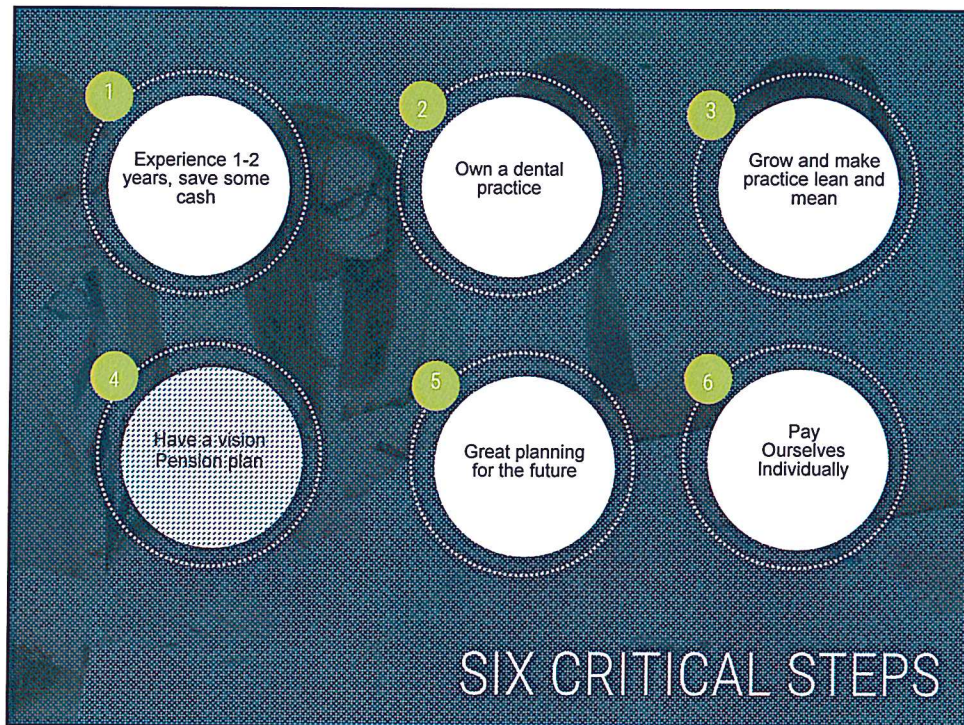 1
Experience 1-2
years, save some
cash
2
Own a dental
practice
3
Grow and make
practice lean and
mean
4
Have a vision
Pension plan
5
Great planning
for the future
6
Pay
Ourselves
Individually
SIX CRITICAL STEPS